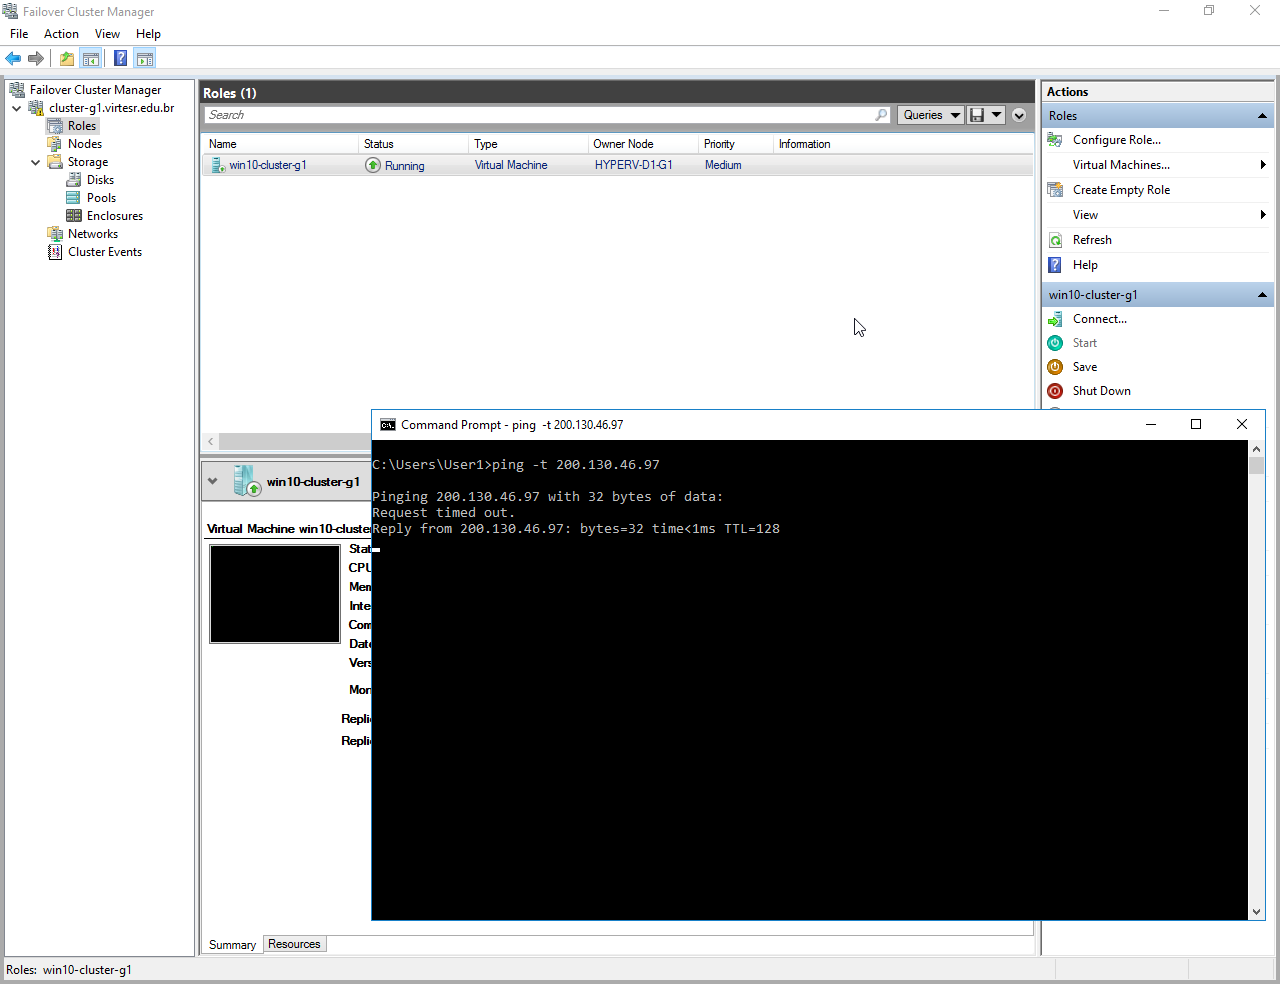 Failover Cluster Manager
File Action View Help
Failover Cluster Manager
cluster-g1.virtesr.edu.br
Roles
Nodes
Storage
Disks
Pools
Enclosures
Networks
Cluster Events
Roles (1)
Search
Queries
Name Status Type Owner Node Priority Information
win10-cluster-g1 Running Virtual Machine HYPERV-D1-G1 Medium
win10-cluster-g1
Virtual Machine win10-cluste
Stat
CPU
Mem
Inte
Com
Date
Vers
Mon
Replic
Replic
Summary Resources
Actions
Roles
Configure Role...
Virtual Machines...
Create Empty Role
View
Refresh
Help
win10-cluster-g1
Connect...
Start
Save
Shut Down
Command Prompt - ping  -t 200.130.46.97
C:\Users\User1>ping -t 200.130.46.97
Pinging 200.130.46.97 with 32 bytes of data:
Request timed out.
Reply from 200.130.46.97: bytes=32 time<1ms TTL=128
Roles:  win10-cluster-g1